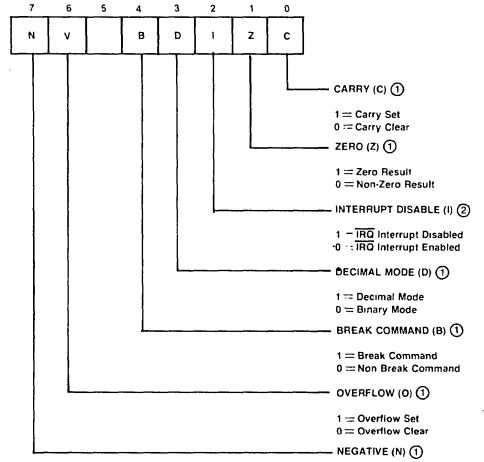 7 6 5 4 3 2 1 0
N V B D I Z C
CARRY (C) ①
1 = Carry Set
0 = Carry Clear
ZERO (Z) ①
1 = Zero Result
0 = Non-Zero Result
INTERRUPT DISABLE (I) ②
1 = IRQ Interrupt Disabled
0 = IRQ Interrupt Enabled
DECIMAL MODE (D) ①
1 = Decimal Mode
0 = Binary Mode
BREAK COMMAND (B) ①
1 = Break Command
0 = Non Break Command
OVERFLOW (O) ①
1 = Overflow Set
0 = Overflow Clear
NEGATIVE (N) ①